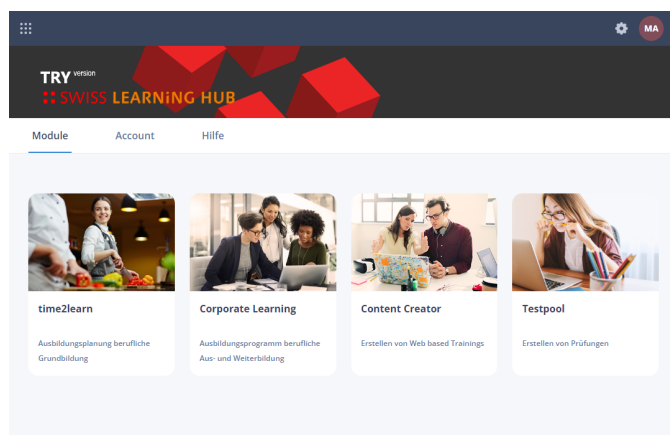 MA
TRY version
SWISS LEARNiNG HUB
Module Account Hilfe
time2learn
Ausbildungsplanung berufliche
Grundbildung
Corporate Learning
Ausbildungsprogramm berufliche
Aus- und Weiterbildung
Content Creator
Erstellen von Web based Trainings
Testpool
Erstellen von Prüfungen